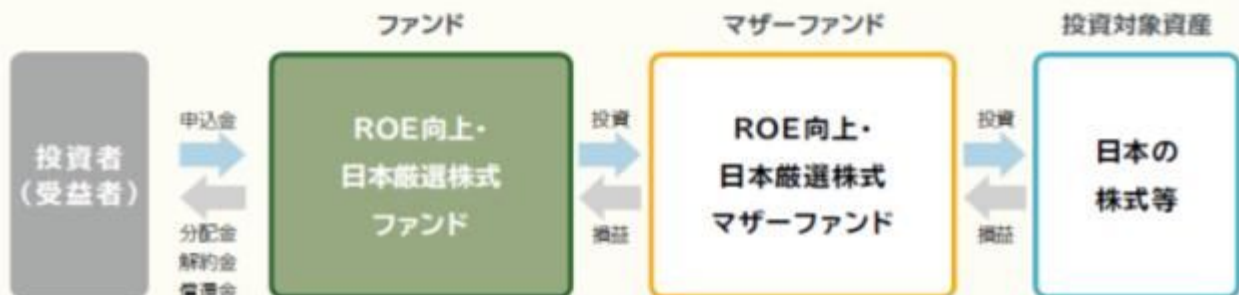 ファンド
マザーファンド
投資対象資産
投資者
（受益者）
申込金
分配金
解約金
償還金
ROE向上・
日本厳選株式
ファンド
投資
損益
ROE向上・
日本厳選株式
マザーファンド
投資
損益
日本の
株式等